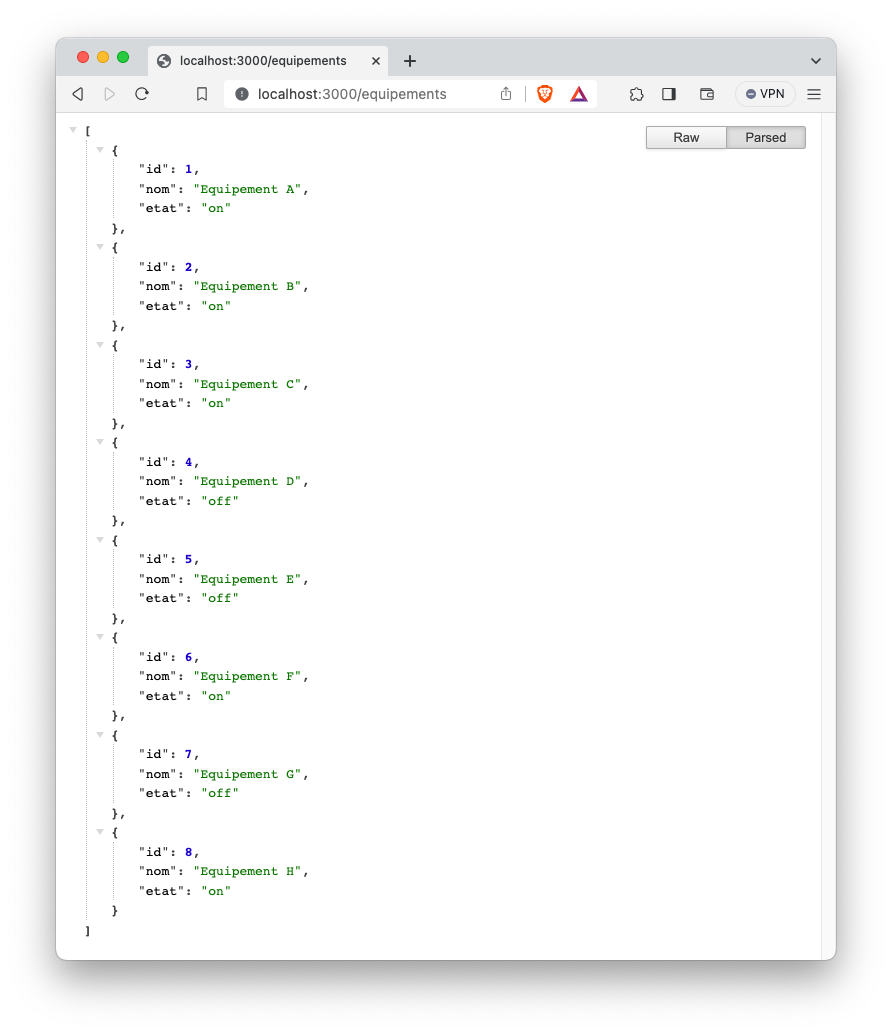 localhost:3000/equipements
localhost:3000/equipements
VPN
Raw Parsed
[
{
"id": 1,
"nom": "Equipement A",
"etat": "on"
},
{
"id": 2,
"nom": "Equipement B",
"etat": "on"
},
{
"id": 3,
"nom": "Equipement C",
"etat": "on"
},
{
"id": 4,
"nom": "Equipement D",
"etat": "off"
},
{
"id": 5,
"nom": "Equipement E",
"etat": "off"
},
{
"id": 6,
"nom": "Equipement F",
"etat": "on"
},
{
"id": 7,
"nom": "Equipement G",
"etat": "off"
},
{
"id": 8,
"nom": "Equipement H",
"etat": "on"
}
]